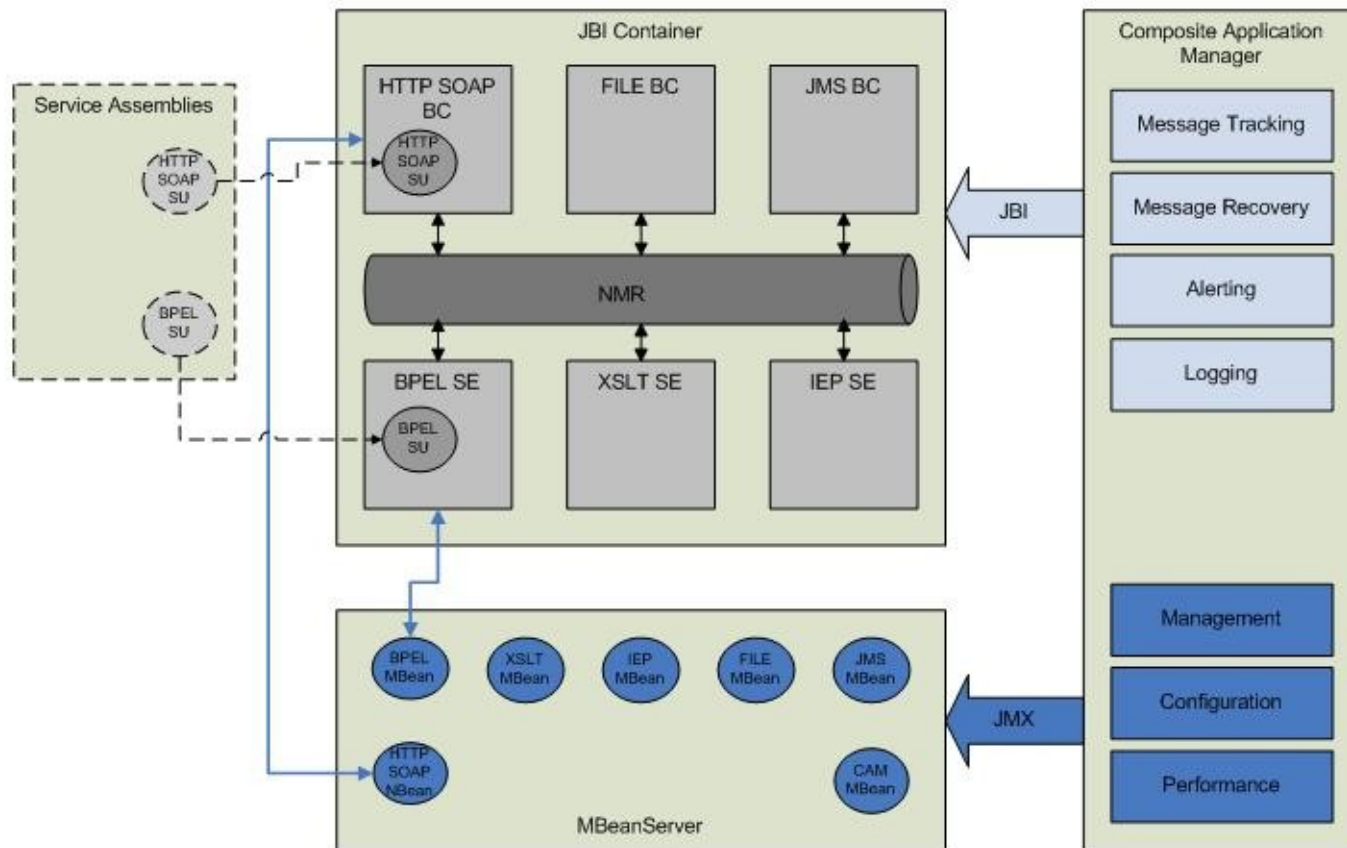 Service Assemblies
HTTP
SOAP
SU
BPEL
SU
JBI Container
HTTP SOAP
BC
HTTP
SOAP
SU
FILE BC
JMS BC
NMR
BPEL SE
BPEL
SU
XSLT SE
IEP SE
BPEL
MBean
XSLT
MBean
IEP
MBean
FILE
MBean
JMS
MBean
HTTP
SOAP
NBean
CAM
MBean
MBeanServer
JBI
JMX
Composite Application
Manager
Message Tracking
Message Recovery
Alerting
Logging
Management
Configuration
Performance